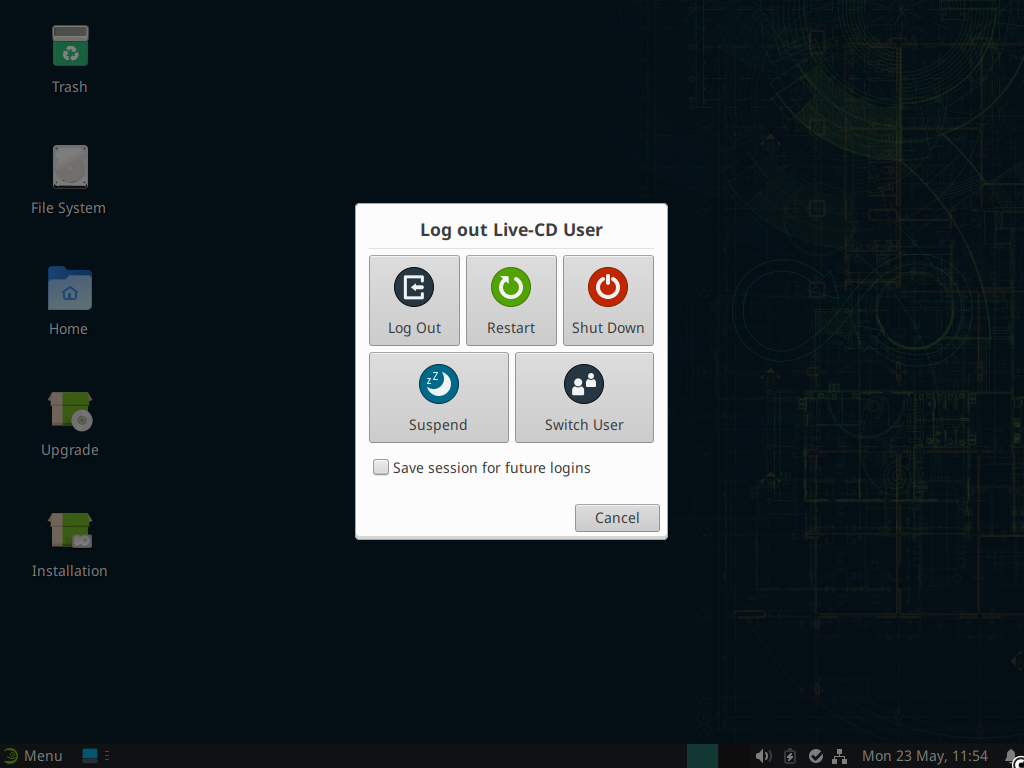 Trash
File System
Home
Upgrade
Installation
Log out Live-CD User
Log Out
Restart
Shut Down
Suspend
Switch User
Save session for future logins
Cancel
Menu
Mon 23 May, 11:54